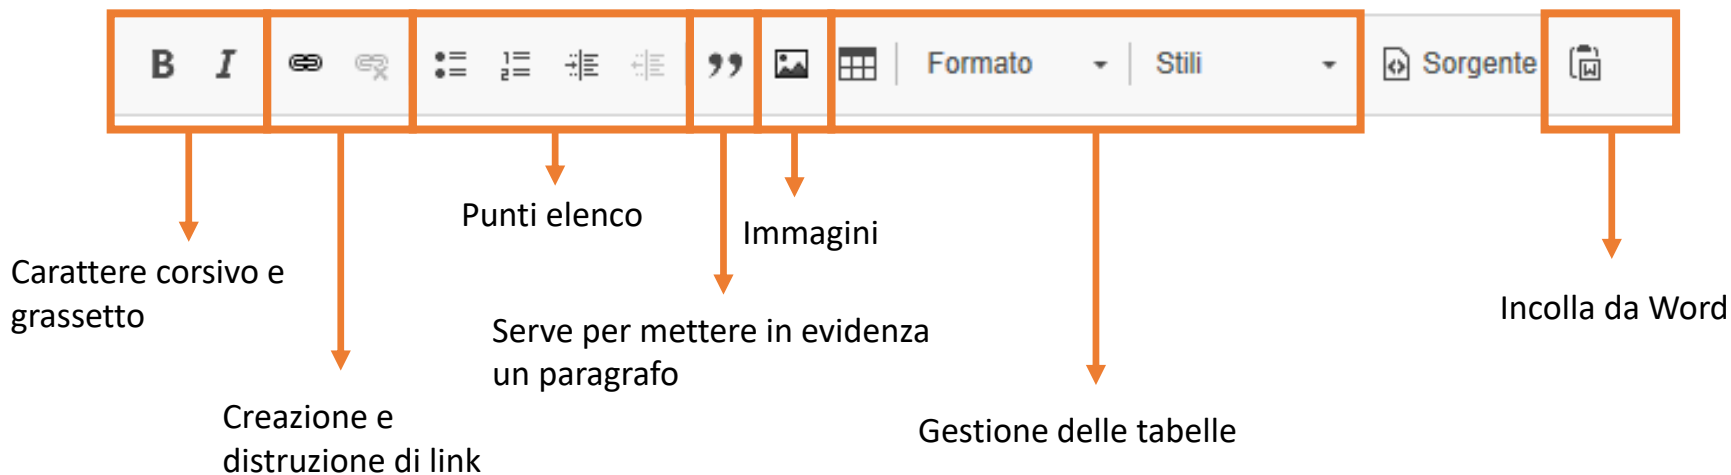 B I Formato Stili Sorgente
Punti elenco
Immagini
Carattere corsivo e
grassetto
Incolla da Word
Serve per mettere in evidenza
un paragrafo
Creazione e
distruzione di link
Gestione delle tabelle